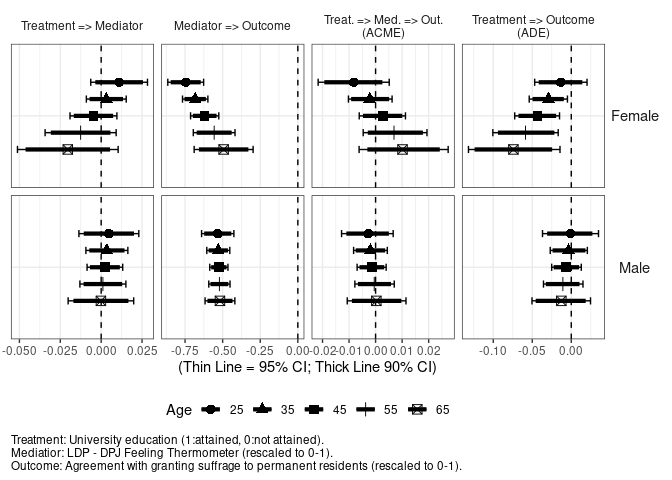 Treatment => Mediator
Mediator => Outcome
Treat. => Med. => Out.
(ACME)
Treatment => Outcome
(ADE)
Female
Male
-0.050 -0.025 0.000 0.025
-0.75 -0.50 -0.25 0.00
-0.02 -0.01 0.00 0.01 0.02
-0.10 -0.05 0.00
(Thin Line = 95% CI; Thick Line 90% CI)
Age 25 35 45 55 65
Treatment: University education (1:attained, 0:not attained).
Mediatior: LDP - DPJ Feeling Thermometer (rescaled to 0-1).
Outcome: Agreement with granting suffrage to permanent residents (rescaled to 0-1).